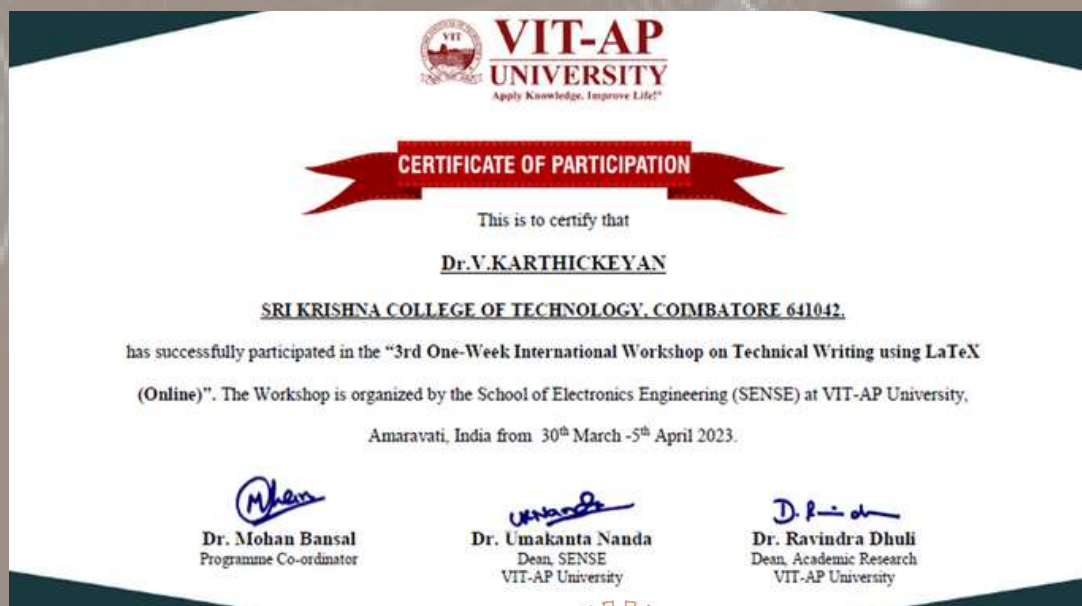 VIT
VIT-AP
UNIVERSITY
Apply Knowledge. Improve Life!®
CERTIFICATE OF PARTICIPATION
This is to certify that
Dr.V.KARTHICKEYAN
SRI KRISHNA COLLEGE OF TECHNOLOGY, COIMBATORE 641042.
has successfully participated in the “3rd One-Week International Workshop on Technical Writing using LaTeX
(Online)”. The Workshop is organized by the School of Electronics Engineering (SENSE) at VIT-AP University,
Amaravati, India from 30th March -5th April 2023.
Dr. Mohan Bansal
Programme Co-ordinator
Dr. Umakanta Nanda
Dean, SENSE
VIT-AP University
Dr. Ravindra Dhuli
Dean, Academic Research
VIT-AP University